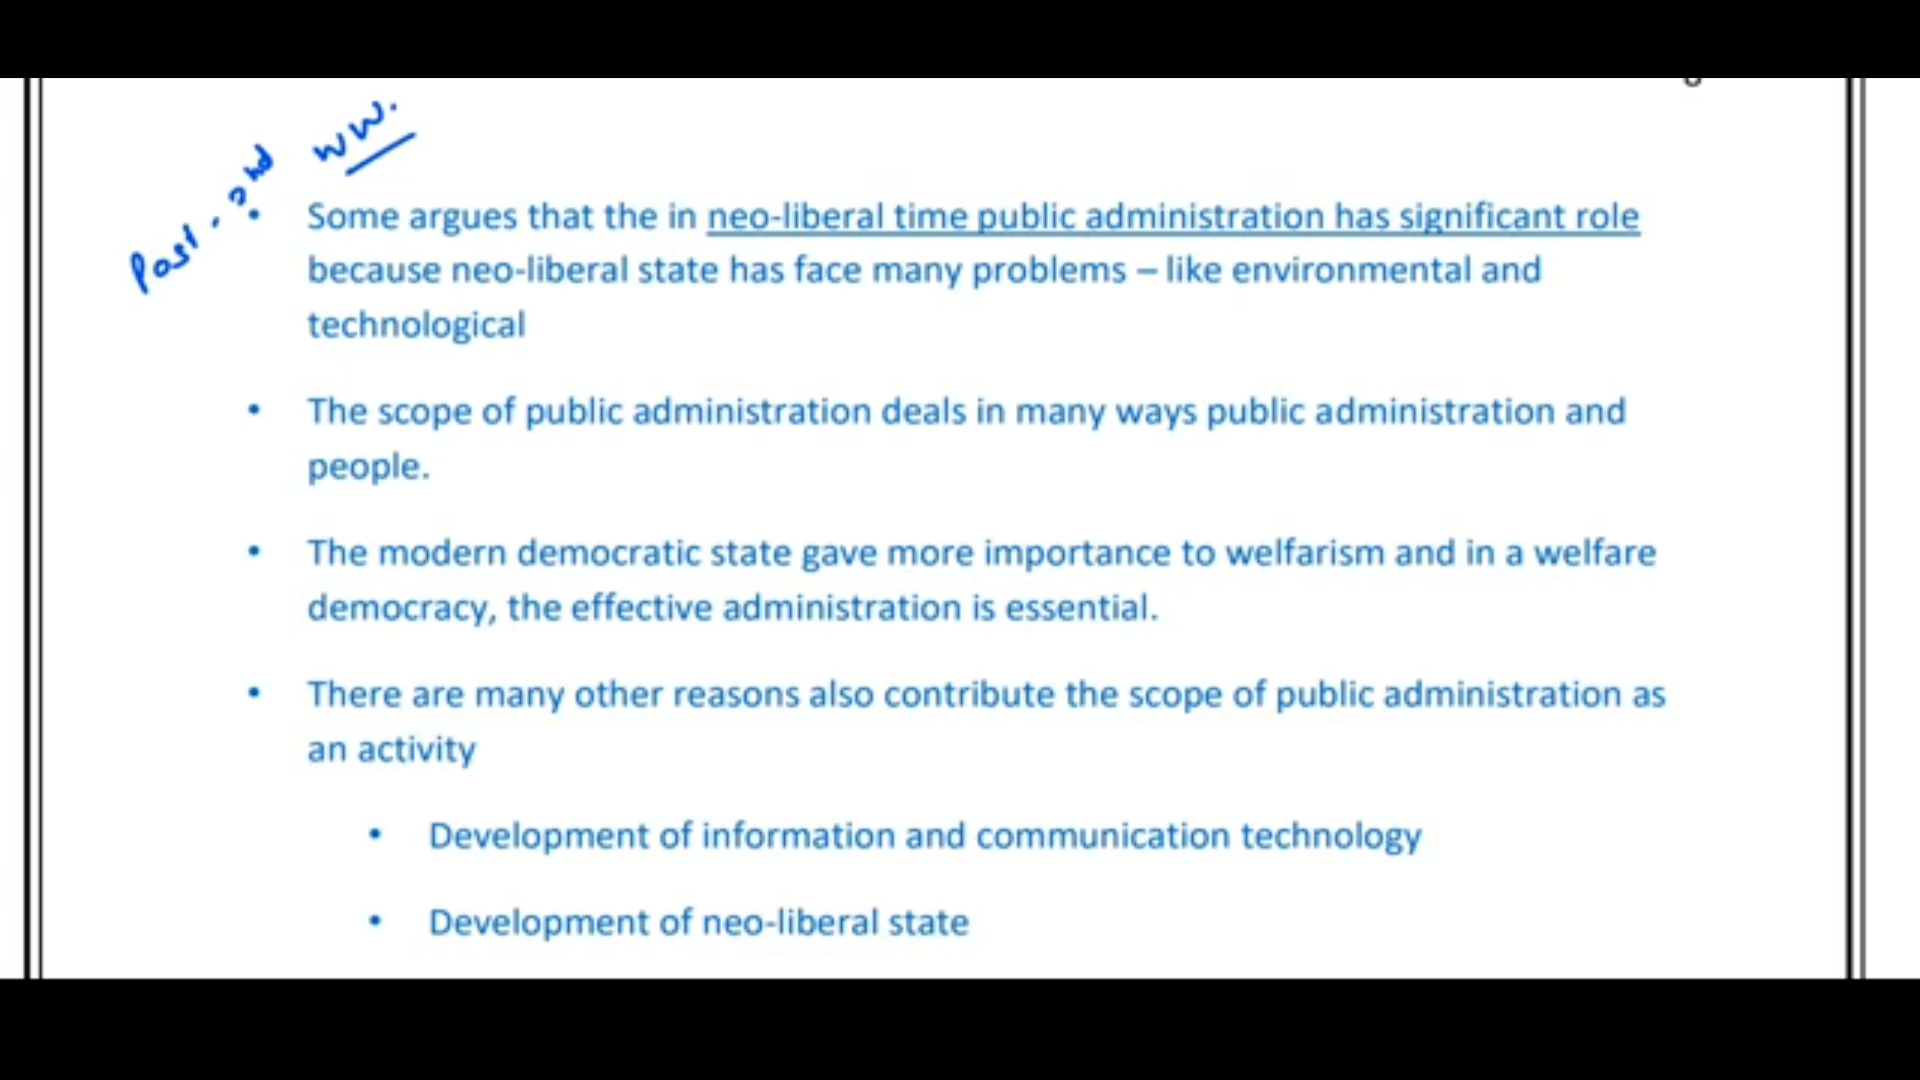 Post - 2nd WW.
• Some argues that the in neo-liberal time public administration has significant role
because neo-liberal state has face many problems – like environmental and
technological
• The scope of public administration deals in many ways public administration and
people.
• The modern democratic state gave more importance to welfarism and in a welfare
democracy, the effective administration is essential.
• There are many other reasons also contribute the scope of public administration as
an activity
• Development of information and communication technology
• Development of neo-liberal state